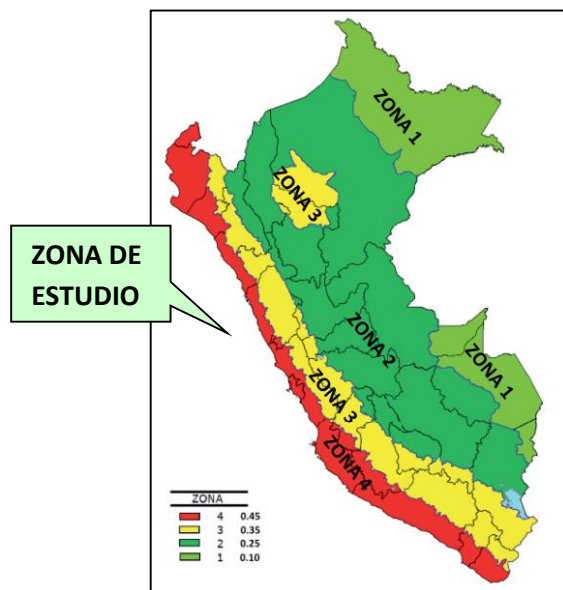 ZONA 1
ZONA 3
ZONA DE
ESTUDIO
ZONA 2
ZONA 1
ZONA 3
ZONA 4
ZONA
4 0.45
3 0.35
2 0.25
1 0.10